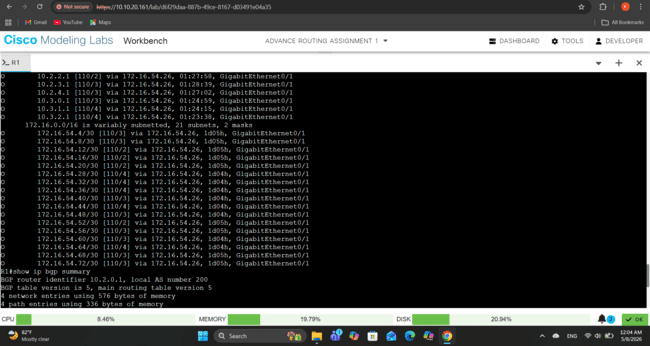 Not secure https://10.10.20.161/lab/d6f29daa-887b-49ce-8167-d03491e04a35
Gmail YouTube Maps All Bookmarks
Cisco Modeling Labs Workbench ADVANCE ROUTING ASSIGNMENT 1 DASHBOARD TOOLS DEVELOPER
R1
O 10.2.2.1 [110/2] via 172.16.54.26, 01:27:58, GigabitEthernet0/1
O 10.2.3.1 [110/3] via 172.16.54.26, 01:28:39, GigabitEthernet0/1
O 10.2.4.1 [110/3] via 172.16.54.26, 01:27:02, GigabitEthernet0/1
O 10.3.0.1 [110/3] via 172.16.54.26, 01:24:59, GigabitEthernet0/1
O 10.3.1.1 [110/4] via 172.16.54.26, 01:24:15, GigabitEthernet0/1
O 10.3.2.1 [110/4] via 172.16.54.26, 01:23:38, GigabitEthernet0/1
172.16.0.0/16 is variably subnetted, 21 subnets, 2 masks
O 172.16.54.4/30 [110/3] via 172.16.54.26, 1d05h, GigabitEthernet0/1
O 172.16.54.8/30 [110/3] via 172.16.54.26, 1d05h, GigabitEthernet0/1
O 172.16.54.12/30 [110/2] via 172.16.54.26, 1d05h, GigabitEthernet0/1
O 172.16.54.16/30 [110/2] via 172.16.54.26, 1d05h, GigabitEthernet0/1
O 172.16.54.20/30 [110/2] via 172.16.54.26, 1d05h, GigabitEthernet0/1
O 172.16.54.28/30 [110/4] via 172.16.54.26, 1d04h, GigabitEthernet0/1
O 172.16.54.32/30 [110/4] via 172.16.54.26, 1d04h, GigabitEthernet0/1
O 172.16.54.36/30 [110/4] via 172.16.54.26, 1d04h, GigabitEthernet0/1
O 172.16.54.40/30 [110/3] via 172.16.54.26, 1d04h, GigabitEthernet0/1
O 172.16.54.44/30 [110/3] via 172.16.54.26, 1d04h, GigabitEthernet0/1
O 172.16.54.48/30 [110/4] via 172.16.54.26, 1d04h, GigabitEthernet0/1
O 172.16.54.52/30 [110/2] via 172.16.54.26, 1d05h, GigabitEthernet0/1
O 172.16.54.56/30 [110/3] via 172.16.54.26, 1d05h, GigabitEthernet0/1
O 172.16.54.60/30 [110/4] via 172.16.54.26, 1d05h, GigabitEthernet0/1
O 172.16.54.64/30 [110/4] via 172.16.54.26, 1d05h, GigabitEthernet0/1
O 172.16.54.68/30 [110/3] via 172.16.54.26, 1d05h, GigabitEthernet0/1
O 172.16.54.72/30 [110/3] via 172.16.54.26, 1d05h, GigabitEthernet0/1
R1#show ip bgp summary
BGP router identifier 10.2.0.1, local AS number 200
BGP table version is 5, main routing table version 5
4 network entries using 576 bytes of memory
4 path entries using 336 bytes of memory
CPU 8.46% MEMORY 19.79% DISK 20.94% OK
82°F
Mostly clear
Search
ENG
12:04 AM
5/8/2026